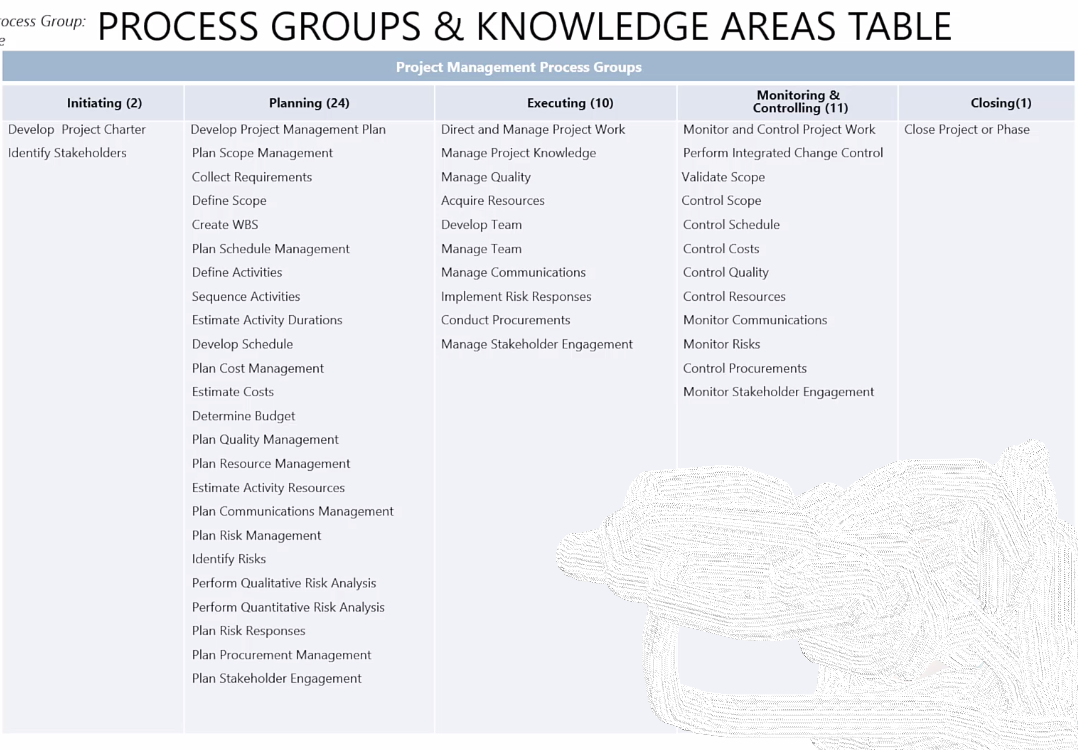 ocess Group:
e
PROCESS GROUPS & KNOWLEDGE AREAS TABLE
Project Management Process Groups
Initiating (2)
Develop Project Charter
Identify Stakeholders
Planning (24)
Develop Project Management Plan
Plan Scope Management
Collect Requirements
Define Scope
Create WBS
Plan Schedule Management
Define Activities
Sequence Activities
Estimate Activity Durations
Develop Schedule
Plan Cost Management
Estimate Costs
Determine Budget
Plan Quality Management
Plan Resource Management
Estimate Activity Resources
Plan Communications Management
Plan Risk Management
Identify Risks
Perform Qualitative Risk Analysis
Perform Quantitative Risk Analysis
Plan Risk Responses
Plan Procurement Management
Plan Stakeholder Engagement
Executing (10)
Direct and Manage Project Work
Manage Project Knowledge
Manage Quality
Acquire Resources
Develop Team
Manage Team
Manage Communications
Implement Risk Responses
Conduct Procurements
Manage Stakeholder Engagement
Monitoring &
Controlling (11)
Monitor and Control Project Work
Perform Integrated Change Control
Validate Scope
Control Scope
Control Schedule
Control Costs
Control Quality
Control Resources
Monitor Communications
Monitor Risks
Control Procurements
Monitor Stakeholder Engagement
Closing(1)
Close Project or Phase